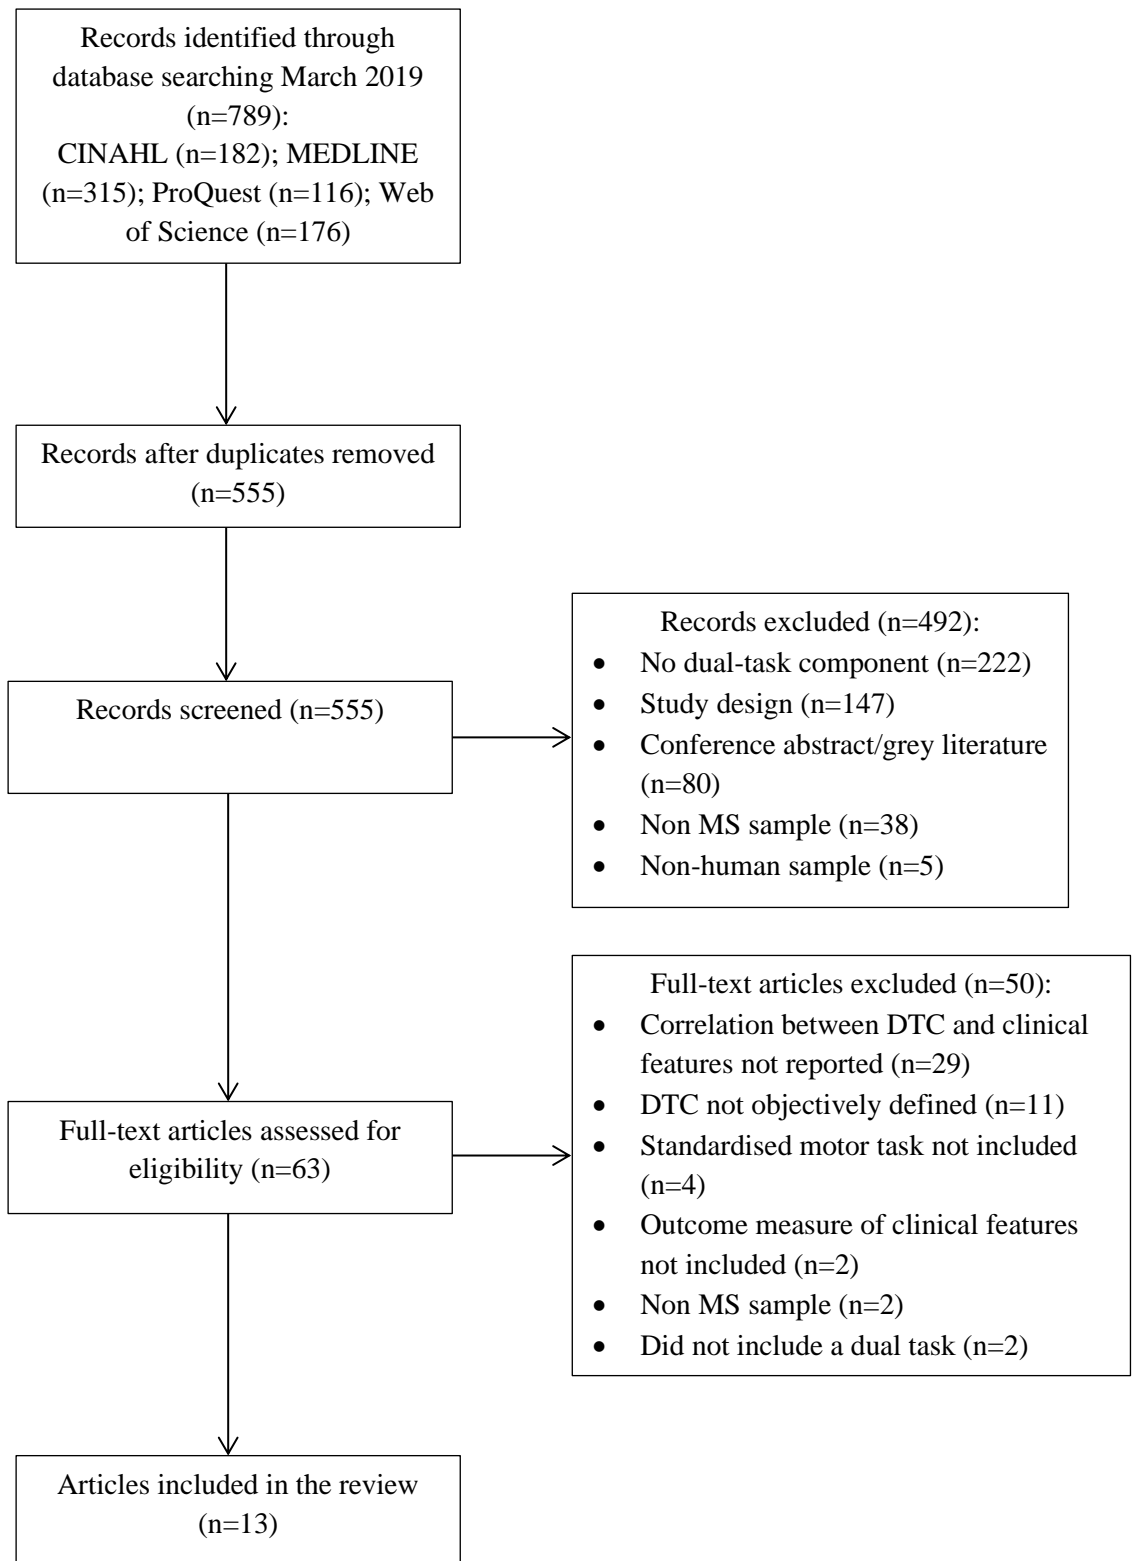 Records identified through
database searching March 2019
(n=789):
CINAHL (n=182); MEDLINE
(n=315); ProQuest (n=116); Web
of Science (n=176)
Records after duplicates removed
(n=555)
Records screened (n=555)
Records excluded (n=492):
• No dual-task component (n=222)
• Study design (n=147)
• Conference abstract/grey literature
(n=80)
• Non MS sample (n=38)
• Non-human sample (n=5)
Full-text articles assessed for
eligibility (n=63)
Full-text articles excluded (n=50):
• Correlation between DTC and clinical
features not reported (n=29)
• DTC not objectively defined (n=11)
• Standardised motor task not included
(n=4)
• Outcome measure of clinical features
not included (n=2)
• Non MS sample (n=2)
• Did not include a dual task (n=2)
Articles included in the review
(n=13)